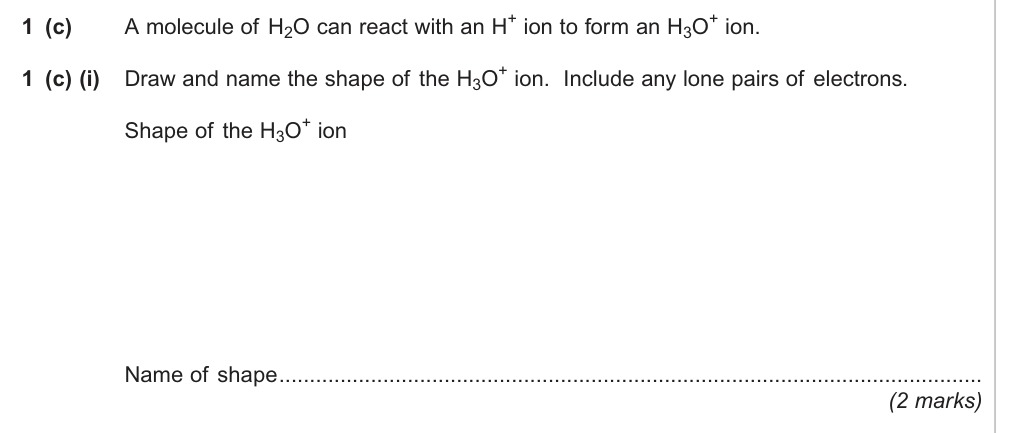 1 (c) A molecule of H₂O can react with an H⁺ ion to form an H₃O⁺ ion.
1 (c) (i) Draw and name the shape of the H₃O⁺ ion. Include any lone pairs of electrons.
Shape of the H₃O⁺ ion
Name of shape....................................................................................................................
(2 marks)